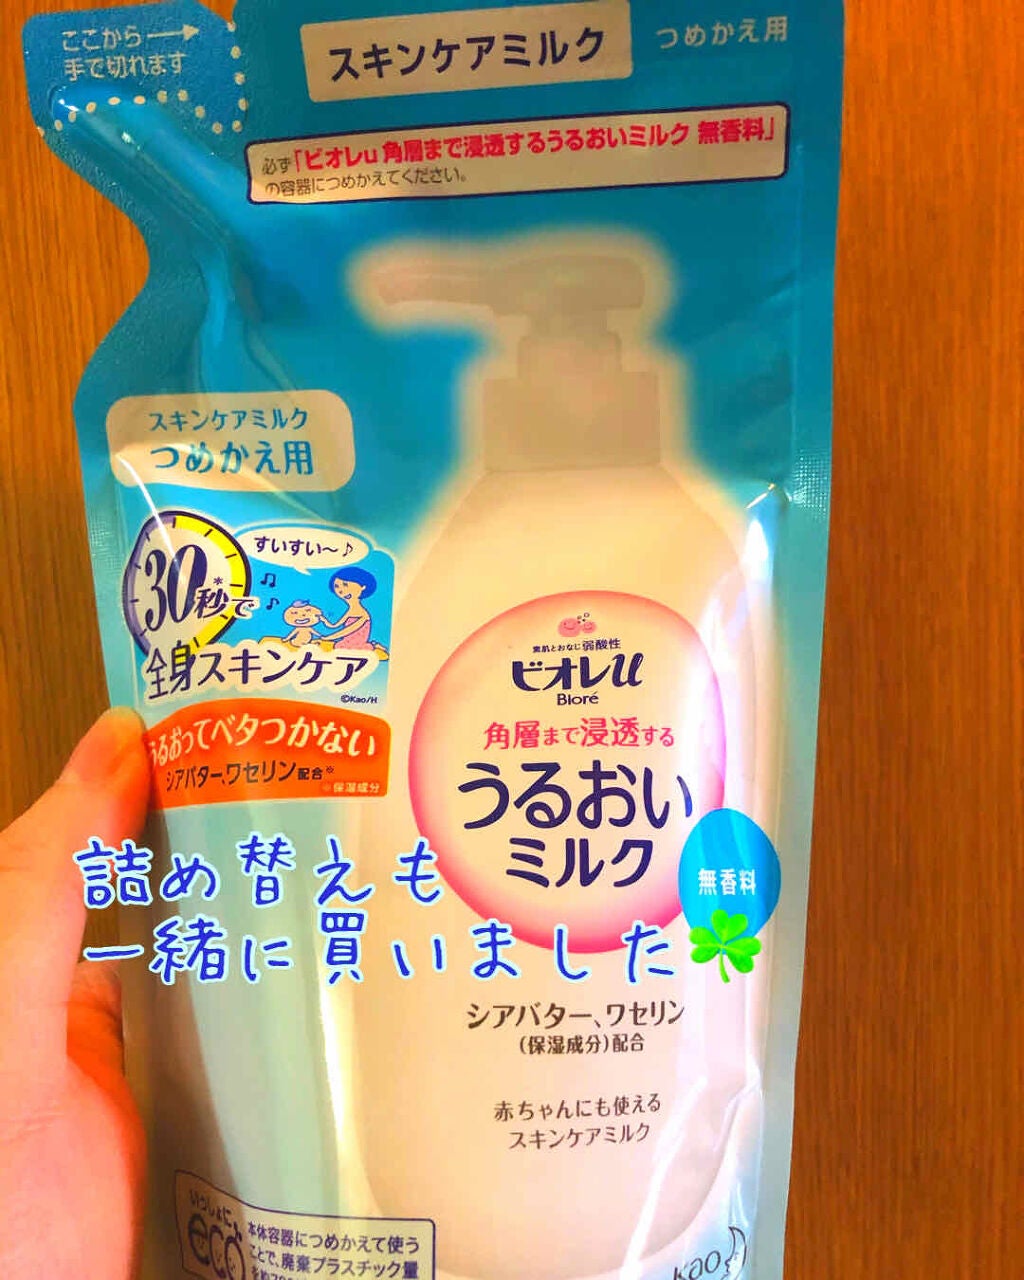 ここから→
手で切れます
スキンケアミルク
つめかえ用
必ず「ビオレu 角層まで浸透するうるおいミルク 無香料」
の容器につめかえてください。
スキンケアミルク
つめかえ用
すいすい〜♪
30秒で*
全身スキンケア
©Kao/H
うるおってベタつかない
シアバター、ワセリン配合※
※保湿成分
素肌とおなじ弱酸性
ビオレu
Bioré
角層まで浸透する
うるおい
ミルク
無香料
詰め替えも
一緒に買いました☘
シアバター、ワセリン
(保湿成分)配合
赤ちゃんにも使える
スキンケアミルク
いっしょにeco
本体容器につめかえて使う
ことで、廃棄プラスチック量
Kao